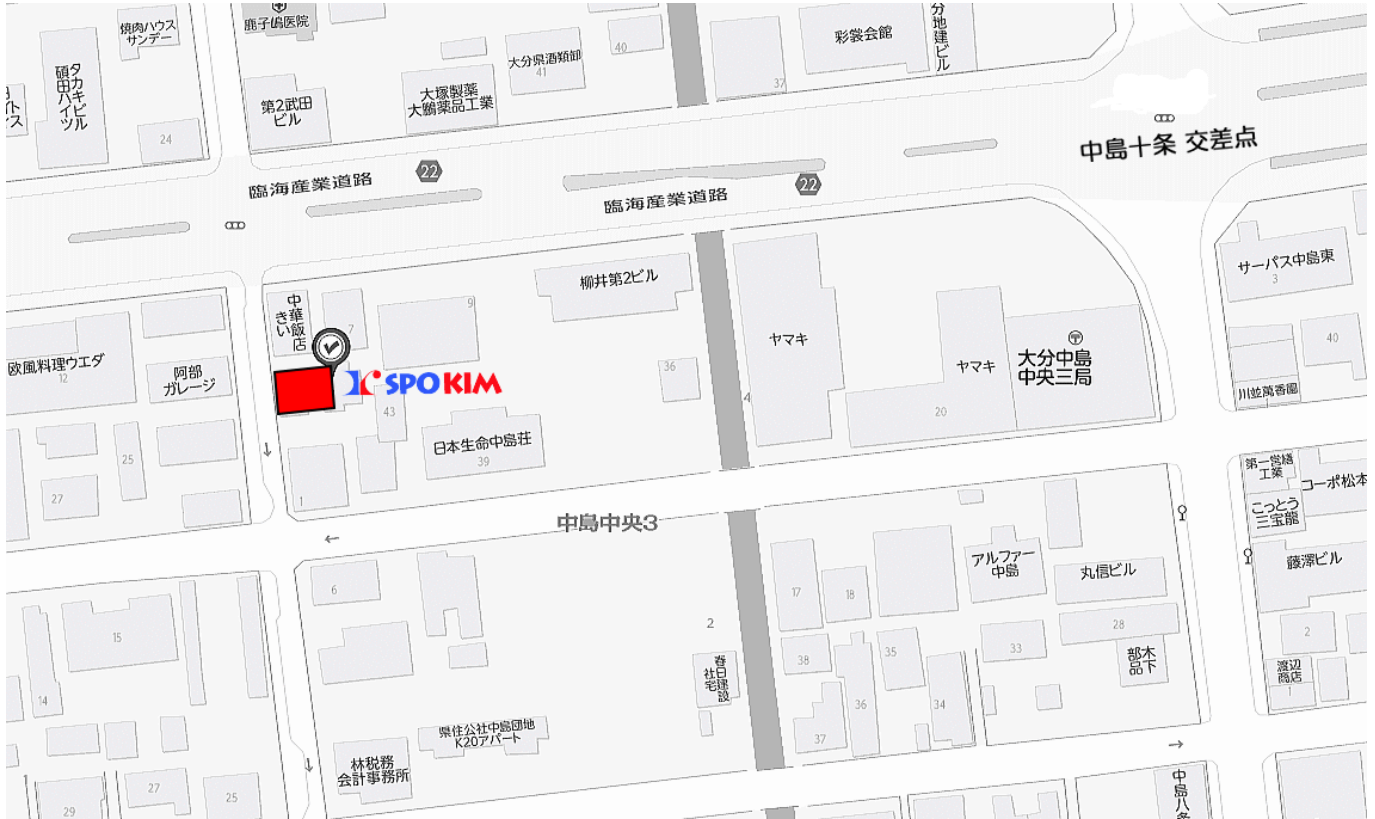 焼肉ハウス
サンデー
鹿子嶋医院
タカキビル
碩田ハイツ
24
第2武田
ビル
大塚製薬
大鵬薬品工業
大分県酒類卸
41
40
37
彩裳会館
分地建ビル
中島十条 交差点
臨海産業道路
22
臨海産業道路
22
中華飯店
きい
7
9
柳井第2ビル
ヤマキ
ヤマキ
大分中島
中央三局
サーパス中島東
3
40
川並萬香園
欧風料理ウエダ
12
阿部
ガレージ
SPOKIM
43
36
4
20
日本生命中島荘
39
25
27
1
中島中央3
第一営繕
工業
コーポ松本
こっとう
三宝龍
藤澤ビル
アルファー
中島
丸信ビル
6
15
14
17
18
2
28
38
35
33
36
34
37
木下
部品
2
渡辺
商店
1
春日建設
社宅
県住公社中島団地
K20アパート
林税務
会計事務所
29
27
25
中島八条